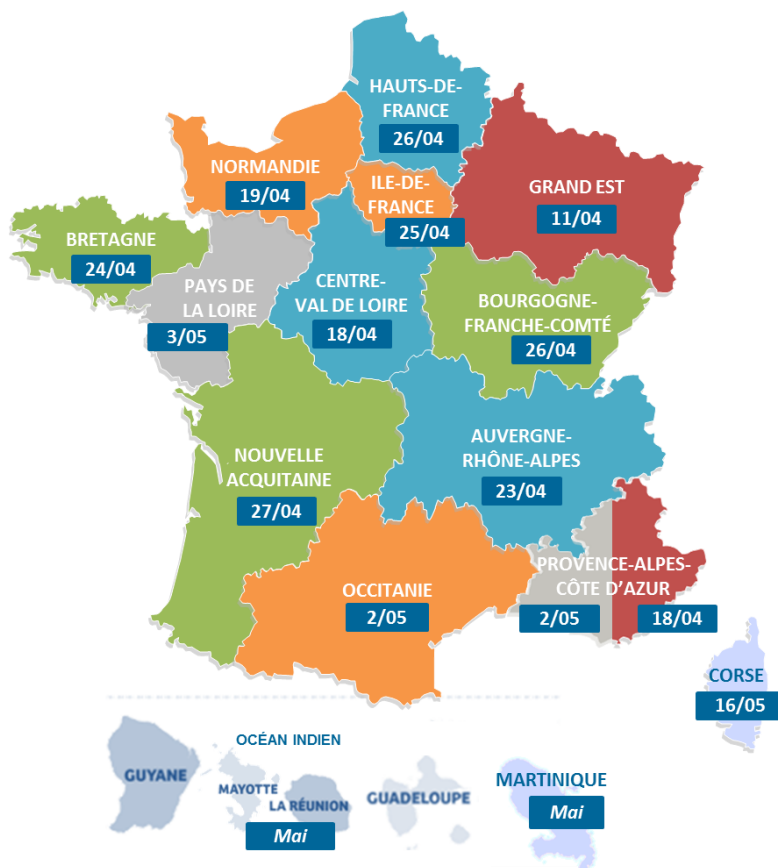 HAUTS-DE-
FRANCE
26/04
NORMANDIE
19/04
ILE-DE-
FRANCE
25/04
GRAND EST
11/04
BRETAGNE
24/04
PAYS DE
LA LOIRE
3/05
CENTRE-
VAL DE LOIRE
18/04
BOURGOGNE-
FRANCHE-COMTÉ
26/04
NOUVELLE
ACQUITAINE
27/04
AUVERGNE-
RHÔNE-ALPES
23/04
OCCITANIE
2/05
PROVENCE-ALPES-
CÔTE D'AZUR
2/05
18/04
CORSE
16/05
GUYANE
OCÉAN INDIEN
MAYOTTE
LA RÉUNION
Mai
GUADELOUPE
MARTINIQUE
Mai